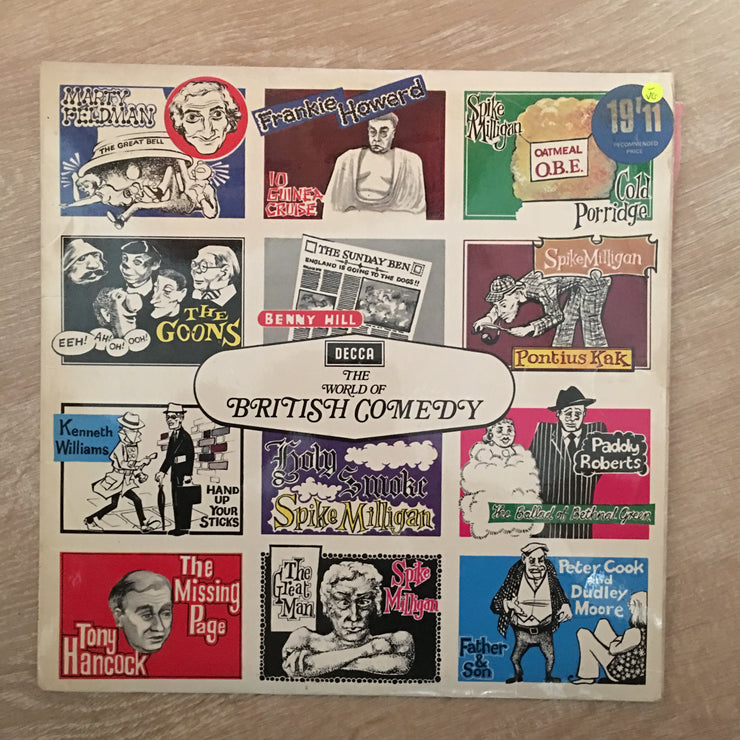 MARTY
FELDMAN
THE GREAT BELL
Frankie Howerd
10
GUINEA
CRUISE
Spike
Milligan
OATMEAL
O.B.E.
Cold
Porridge
19'11
RECOMMENDED
PRICE
THE
GOONS
EEH! AH! OH! OOH!
THE SUNDAY BEN
ENGLAND IS GOING TO THE DOGS!!
BENNY HILL
Spike Milligan
Pontius Kak
DECCA
THE
WORLD OF
BRITISH COMEDY
Kenneth
Williams
HAND
UP
YOUR
STICKS
Holy
Smoke
Spike Milligan
Paddy
Roberts
The Ballad of Bethnal Green
The
Missing
Page
Tony
Hancock
The
Great
Man
Spike
Milligan
Peter Cook
and
Dudley
Moore
Father
& Son